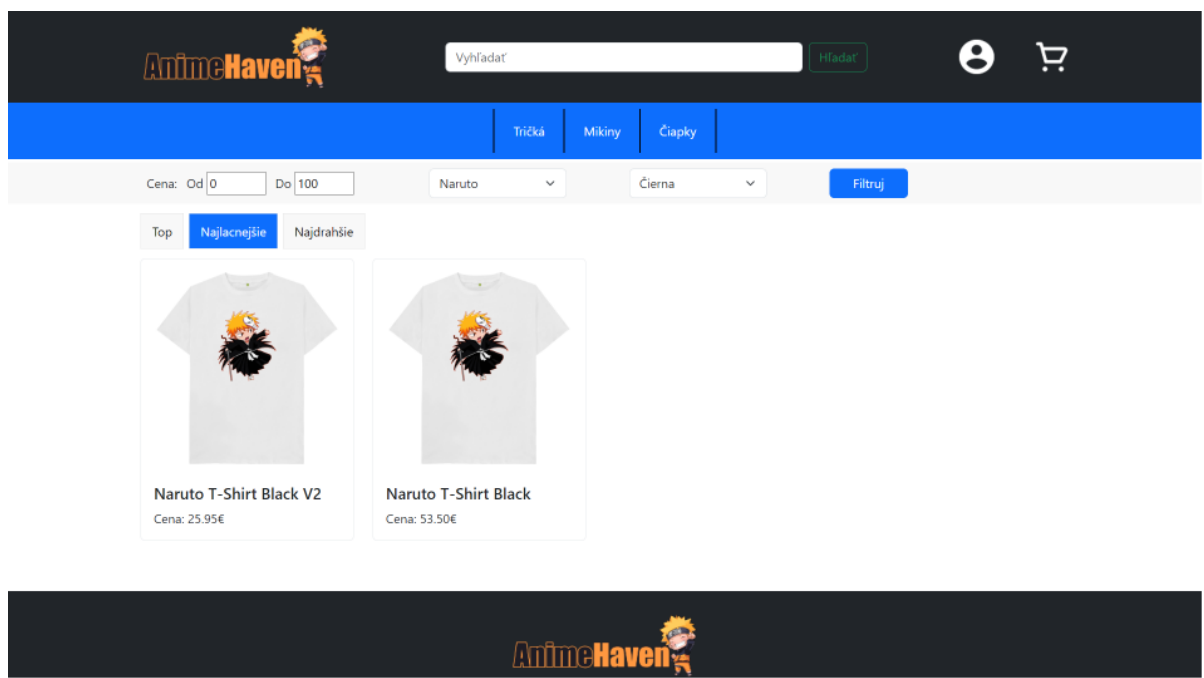 AnimeHaven
Vyhľadať
Hľadať
Tričká
Mikiny
Čiapky
Cena: Od 0 Do 100
Naruto
Čierna
Filtruj
Top
Najlacnejšie
Najdrahšie
Naruto T-Shirt Black V2
Cena: 25.95€
Naruto T-Shirt Black
Cena: 53.50€
AnimeHaven